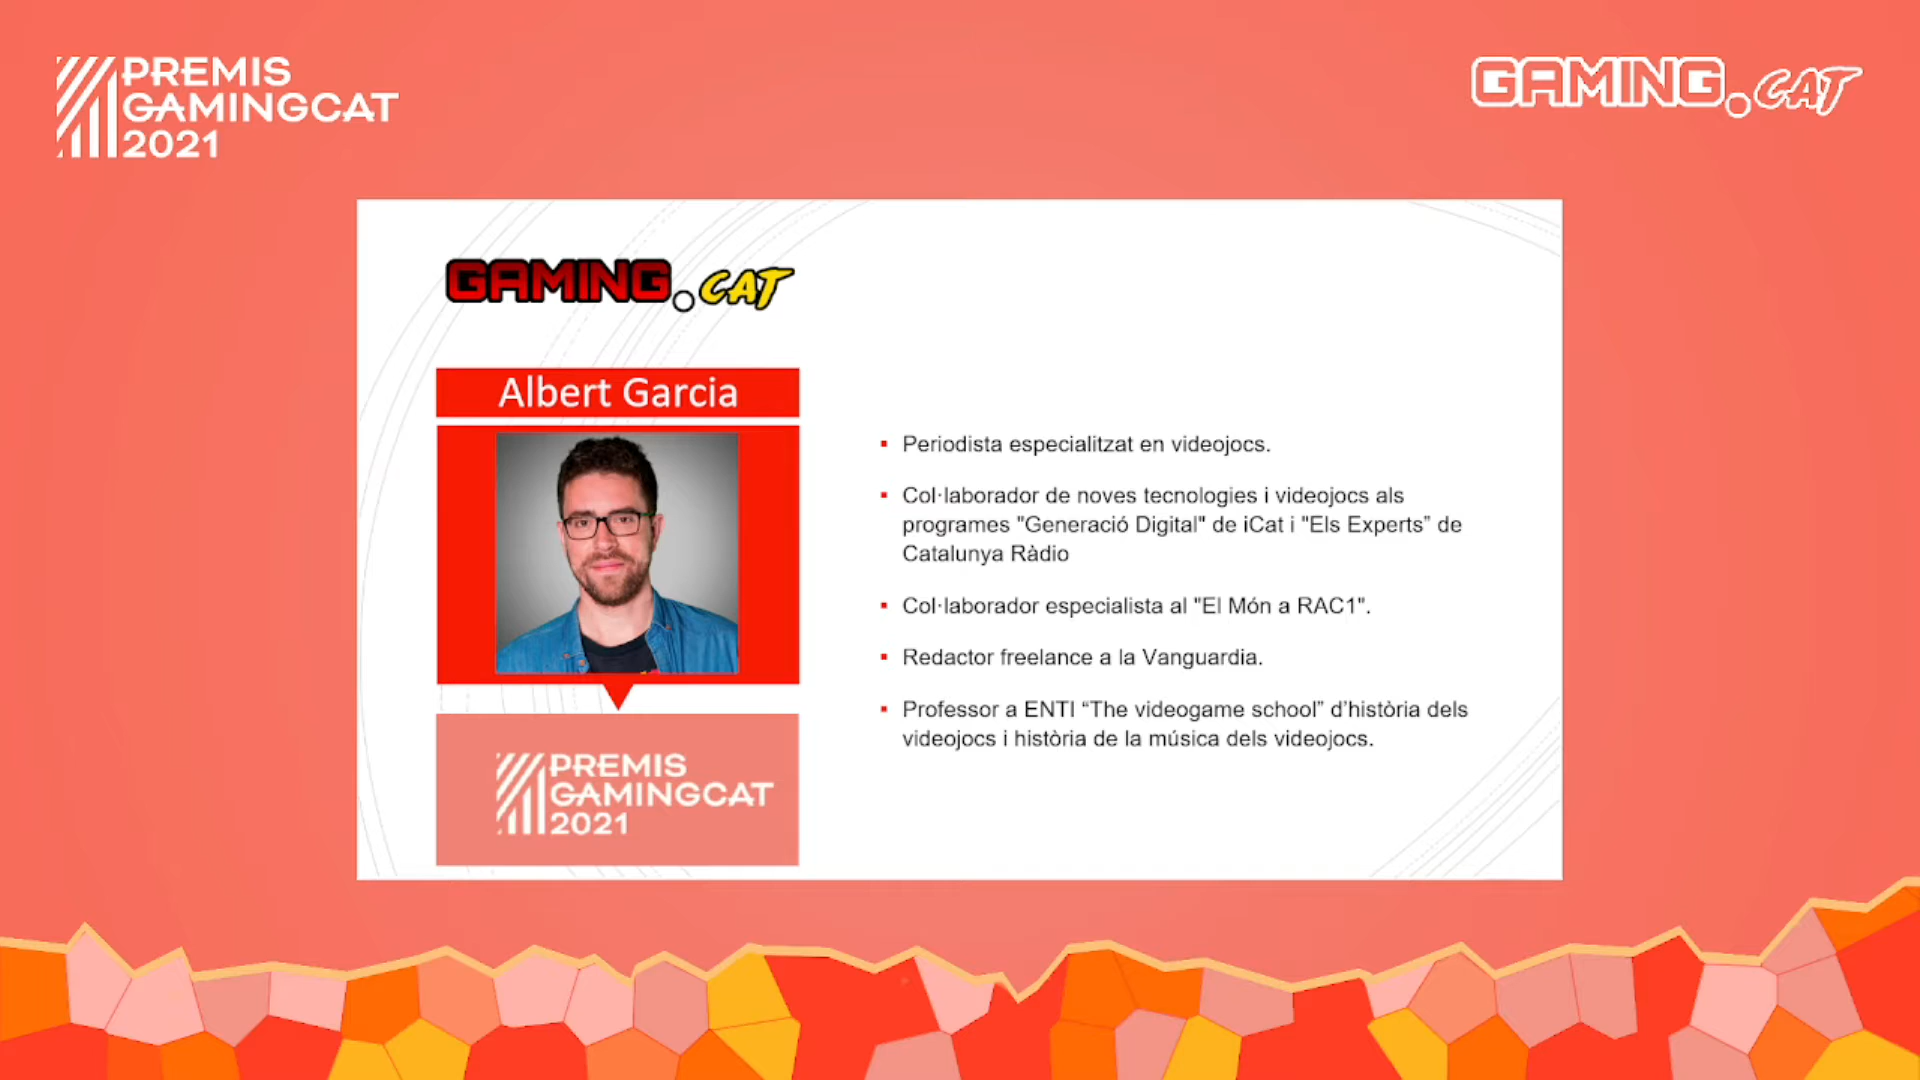 PREMIS
GAMINGCAT
2021
GAMING.CAT
GAMING.CAT
Albert Garcia
▪ Periodista especialitzat en videojocs.
▪ Col·laborador de noves tecnologies i videojocs als
programes "Generació Digital" de iCat i "Els Experts” de
Catalunya Ràdio
▪ Col·laborador especialista al "El Món a RAC1".
▪ Redactor freelance a la Vanguardia.
▪ Professor a ENTI “The videogame school” d’història dels
videojocs i història de la música dels videojocs.
PREMIS
GAMINGCAT
2021